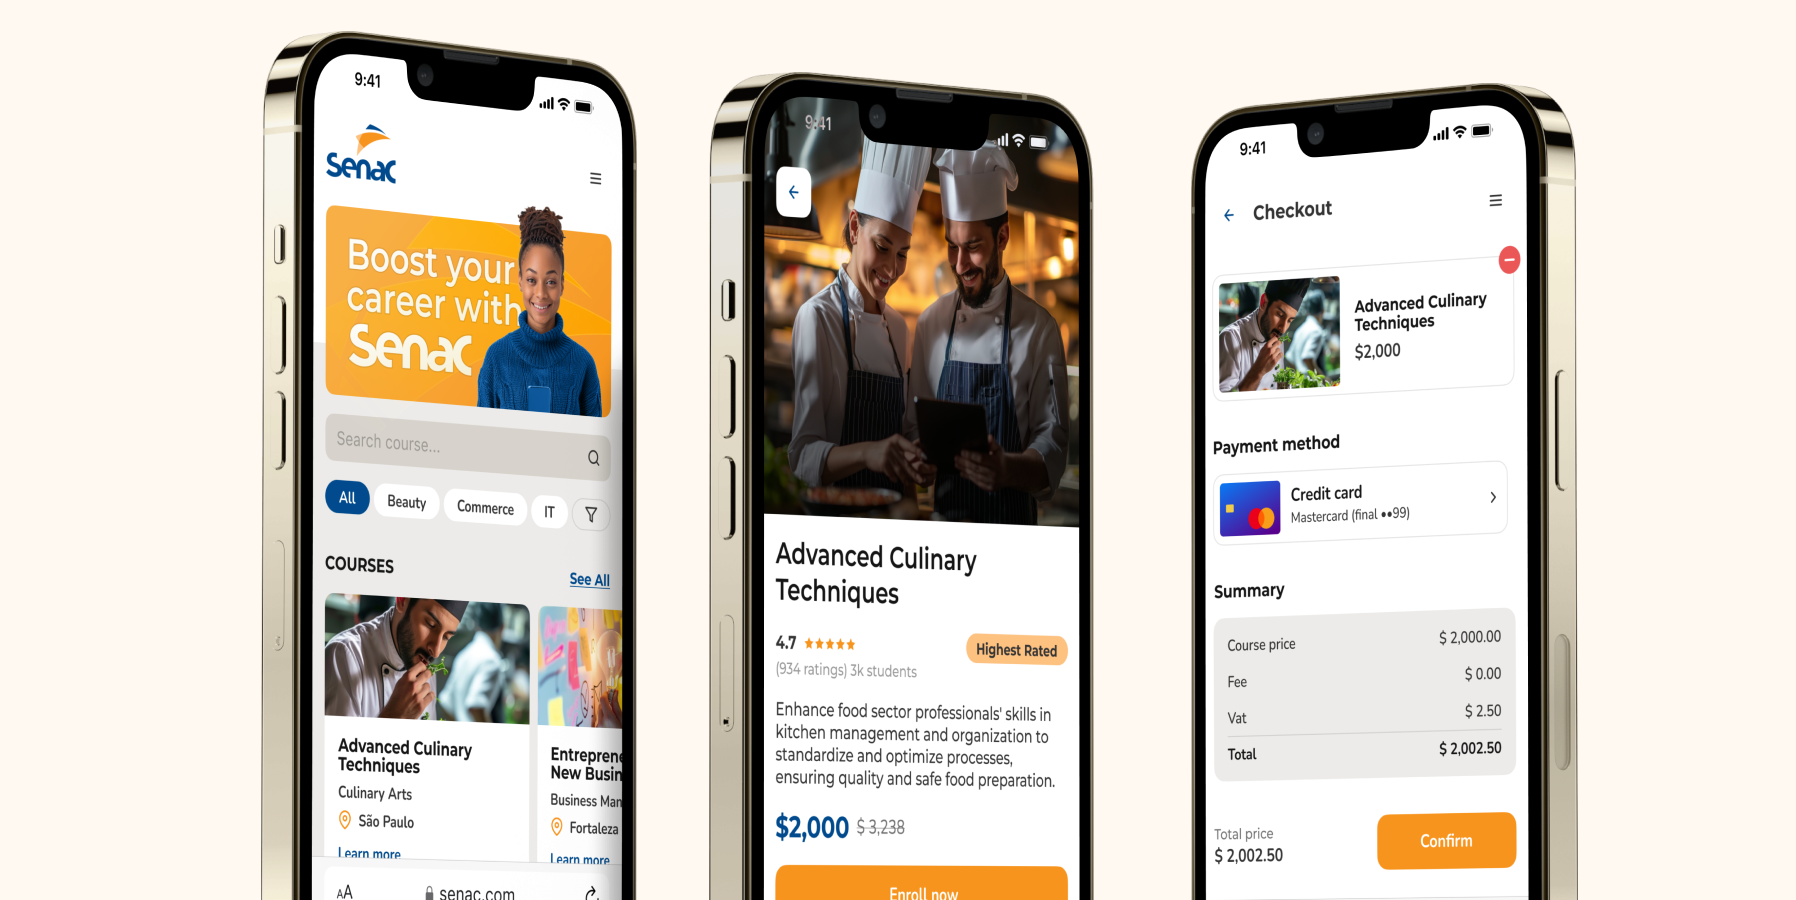 9:41
Senac
Boost your
career with
Senac
Search course...
All
Beauty
Commerce
IT
COURSES
See All
Advanced Culinary
Techniques
Culinary Arts
São Paulo
Learn more
Entreprene
New Busin
Business Man
Fortaleza
Learn more
AA
senac.com
9:41
Advanced Culinary
Techniques
4.7
Highest Rated
(934 ratings) 3k students
Enhance food sector professionals' skills in
kitchen management and organization to
standardize and optimize processes,
ensuring quality and safe food preparation.
$2,000 $ 3,238
Enroll now
9:41
Checkout
Advanced Culinary
Techniques
$2,000
Payment method
Credit card
Mastercard (final ••99)
Summary
Course price $ 2,000.00
Fee $ 0.00
Vat $ 2.50
Total $ 2,002.50
Total price
$ 2,002.50
Confirm